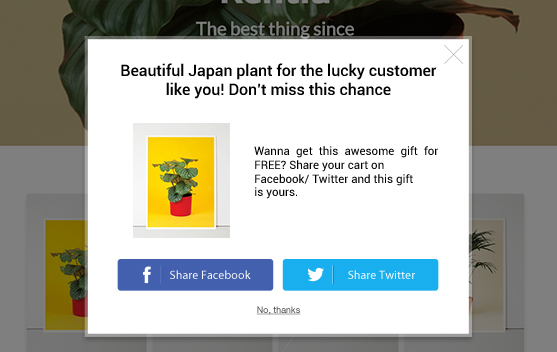 Kentia
The best thing since
Beautiful Japan plant for the lucky customer
like you! Don't miss this chance
Wanna get this awesome gift for
FREE? Share your cart on
Facebook/ Twitter and this gift
is yours.
f Share Facebook
Share Twitter
No, thanks